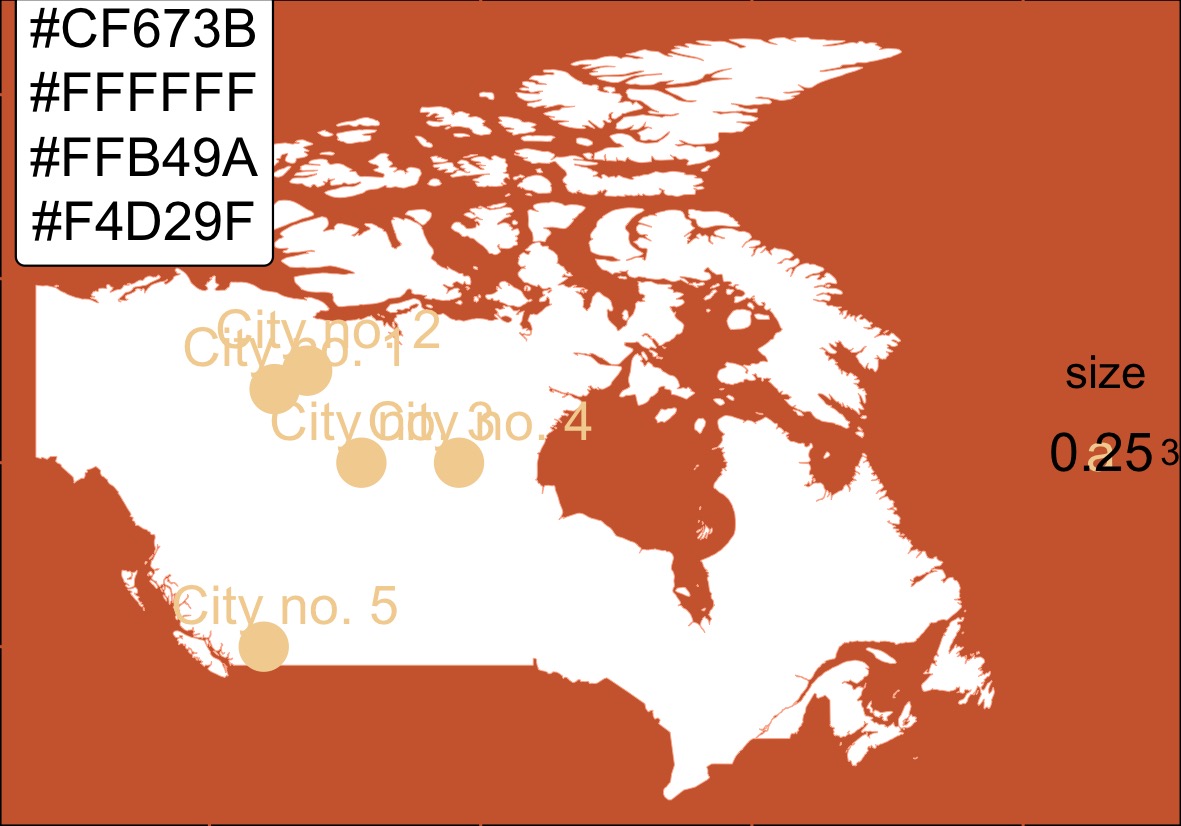 #CF673B
#FFFFFF
#FFB49A
#F4D29F
City no. 2
City no. 1
City no. 3
City no. 4
City no. 5
size
a
0.25 3